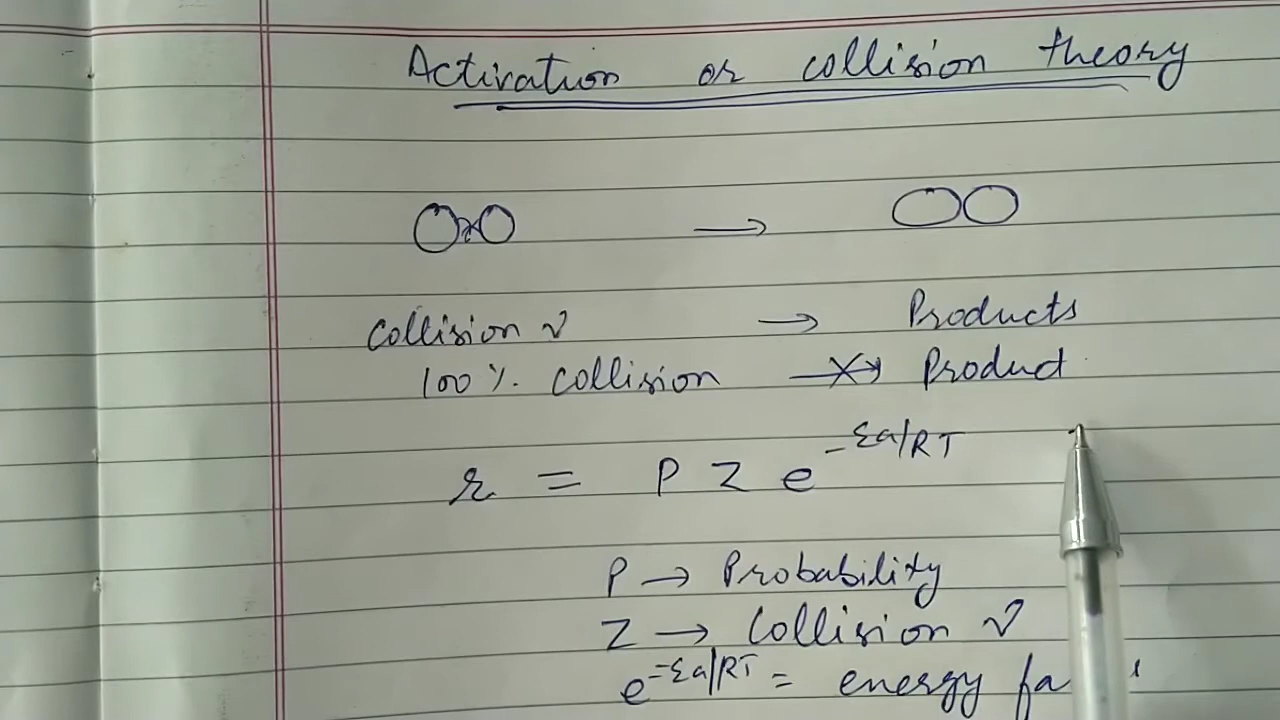 Activation or collision theory
→
Collision ν → Products
100 %. collision ↛ Product
r = P Z e^-Ea/RT
P → Probability
Z → Collision ν
e^-Ea/RT = energy